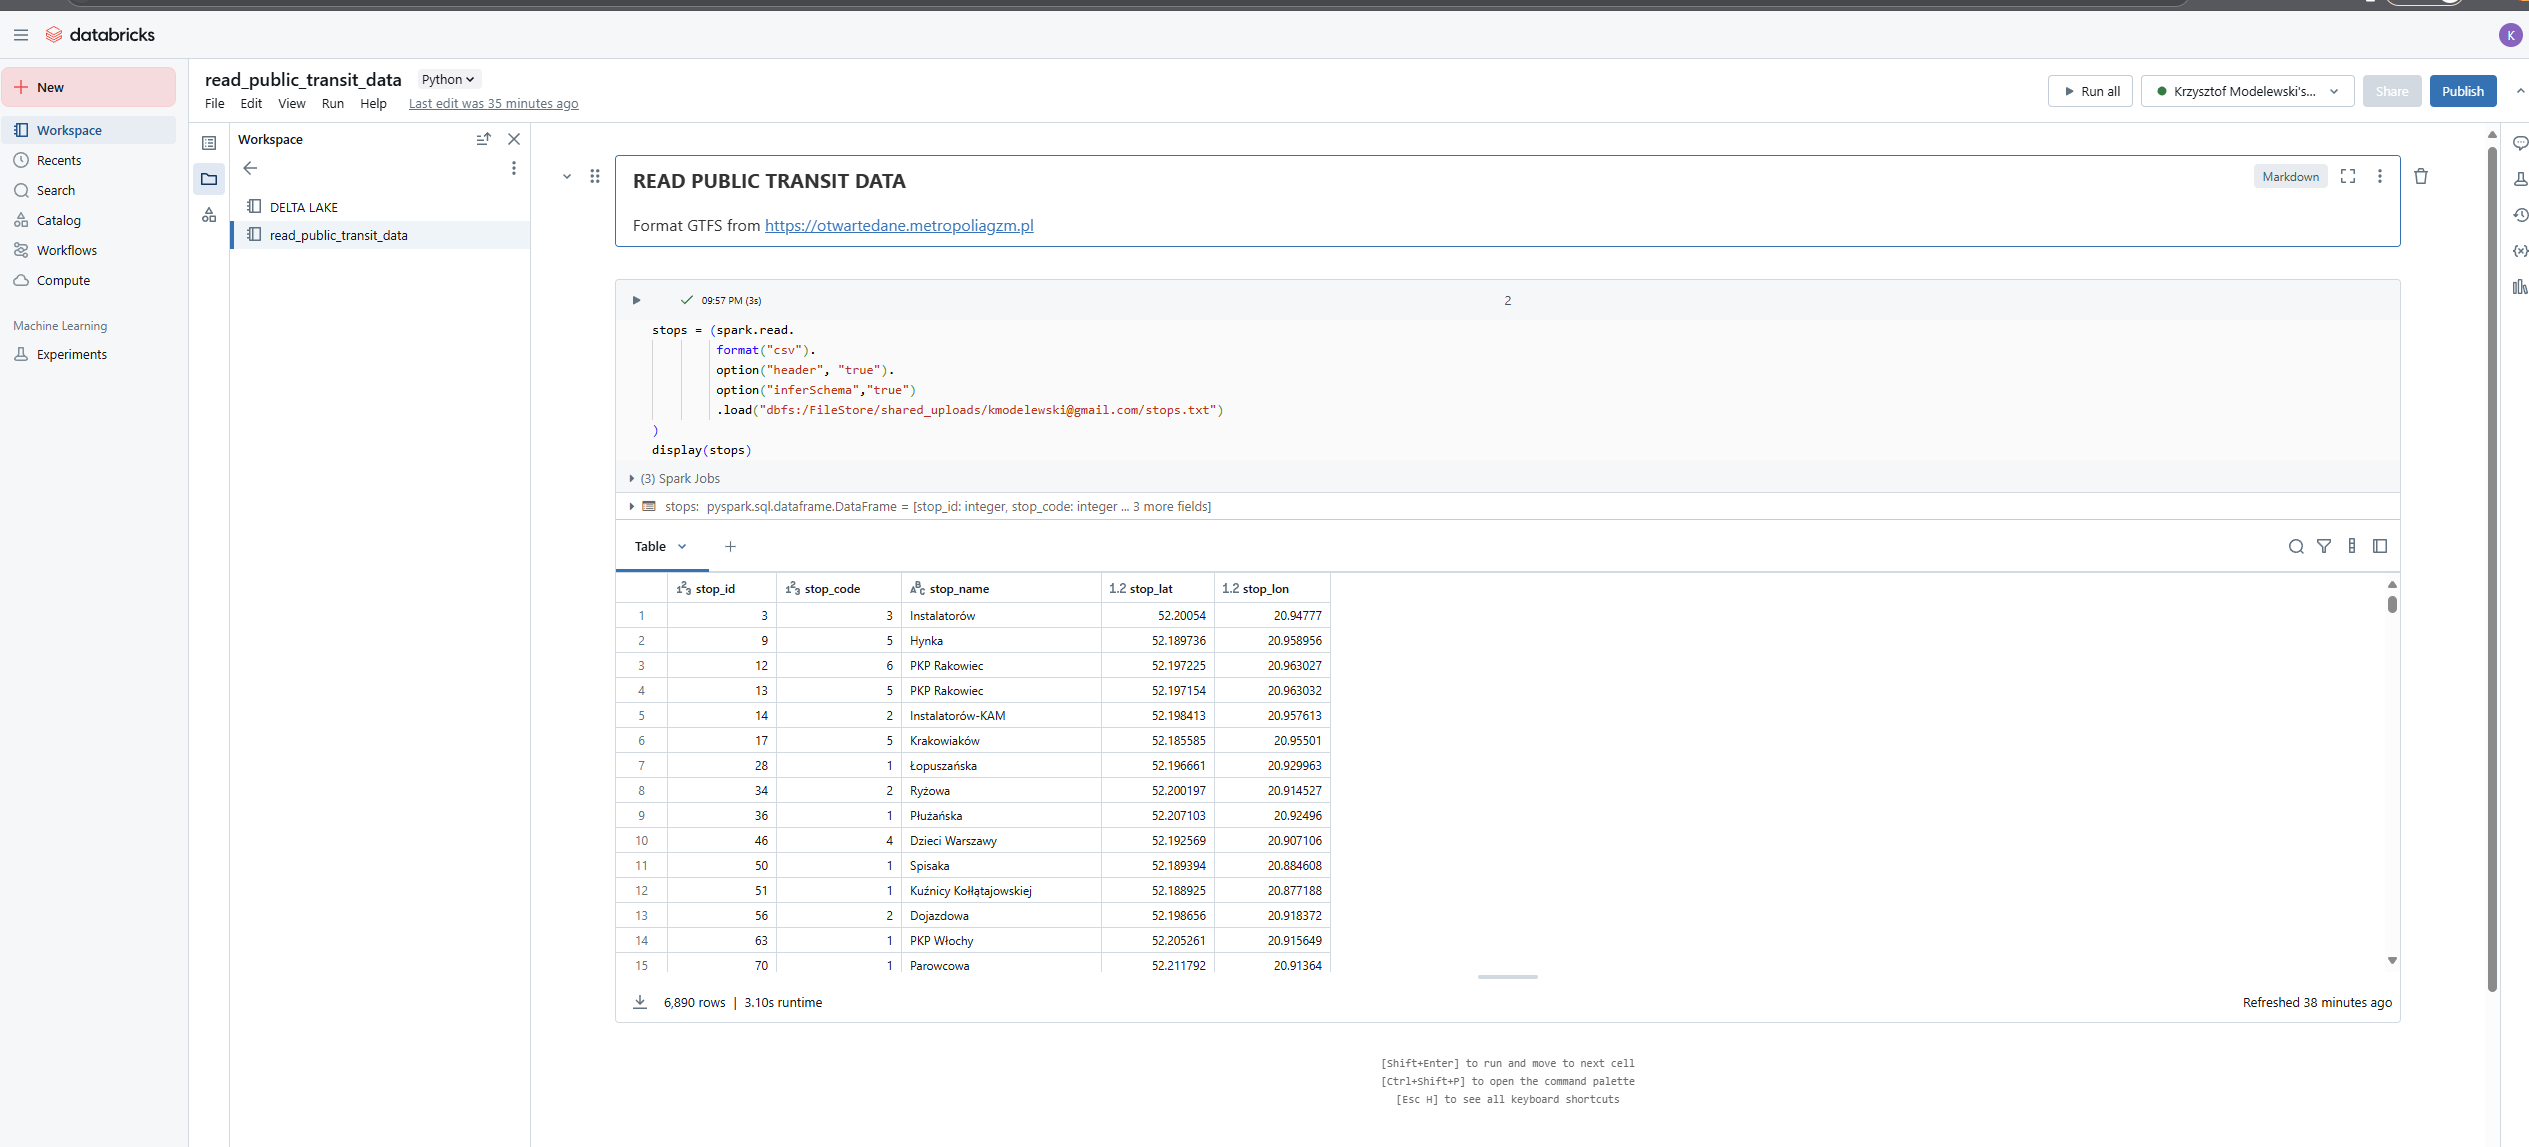 databricks
K
New
Workspace
Recents
Search
Catalog
Workflows
Compute
Machine Learning
Experiments
read_public_transit_data Python
File Edit View Run Help Last edit was 35 minutes ago
Run all Krzysztof Modelewski's... Share Publish
Workspace
DELTA LAKE
read_public_transit_data
READ PUBLIC TRANSIT DATA
Markdown
Format GTFS from https://otwartedane.metropoliagzm.pl
09:57 PM (3s) 2
stops = (spark.read.
format("csv").
option("header", "true").
option("inferSchema","true")
.load("dbfs:/FileStore/shared_uploads/kmodelewski@gmail.com/stops.txt")
)
display(stops)
(3) Spark Jobs
stops: pyspark.sql.dataframe.DataFrame = [stop_id: integer, stop_code: integer ... 3 more fields]
Table
stop_id stop_code stop_name 1.2 stop_lat 1.2 stop_lon
1 3 3 Instalatorów 52.20054 20.94777
2 9 5 Hynka 52.189736 20.958956
3 12 6 PKP Rakowiec 52.197225 20.963027
4 13 5 PKP Rakowiec 52.197154 20.963032
5 14 2 Instalatorów-KAM 52.198413 20.957613
6 17 5 Krakowiaków 52.185585 20.95501
7 28 1 Łopuszańska 52.196661 20.929963
8 34 2 Ryżowa 52.200197 20.914527
9 36 1 Płużańska 52.207103 20.92496
10 46 4 Dzieci Warszawy 52.192569 20.907106
11 50 1 Spisaka 52.189394 20.884608
12 51 1 Kuźnicy Kołłątajowskiej 52.188925 20.877188
13 56 2 Dojazdowa 52.198656 20.918372
14 63 1 PKP Włochy 52.205261 20.915649
15 70 1 Parowcowa 52.211792 20.91364
6,890 rows | 3.10s runtime
Refreshed 38 minutes ago
[Shift+Enter] to run and move to next cell
[Ctrl+Shift+P] to open the command palette
[Esc H] to see all keyboard shortcuts